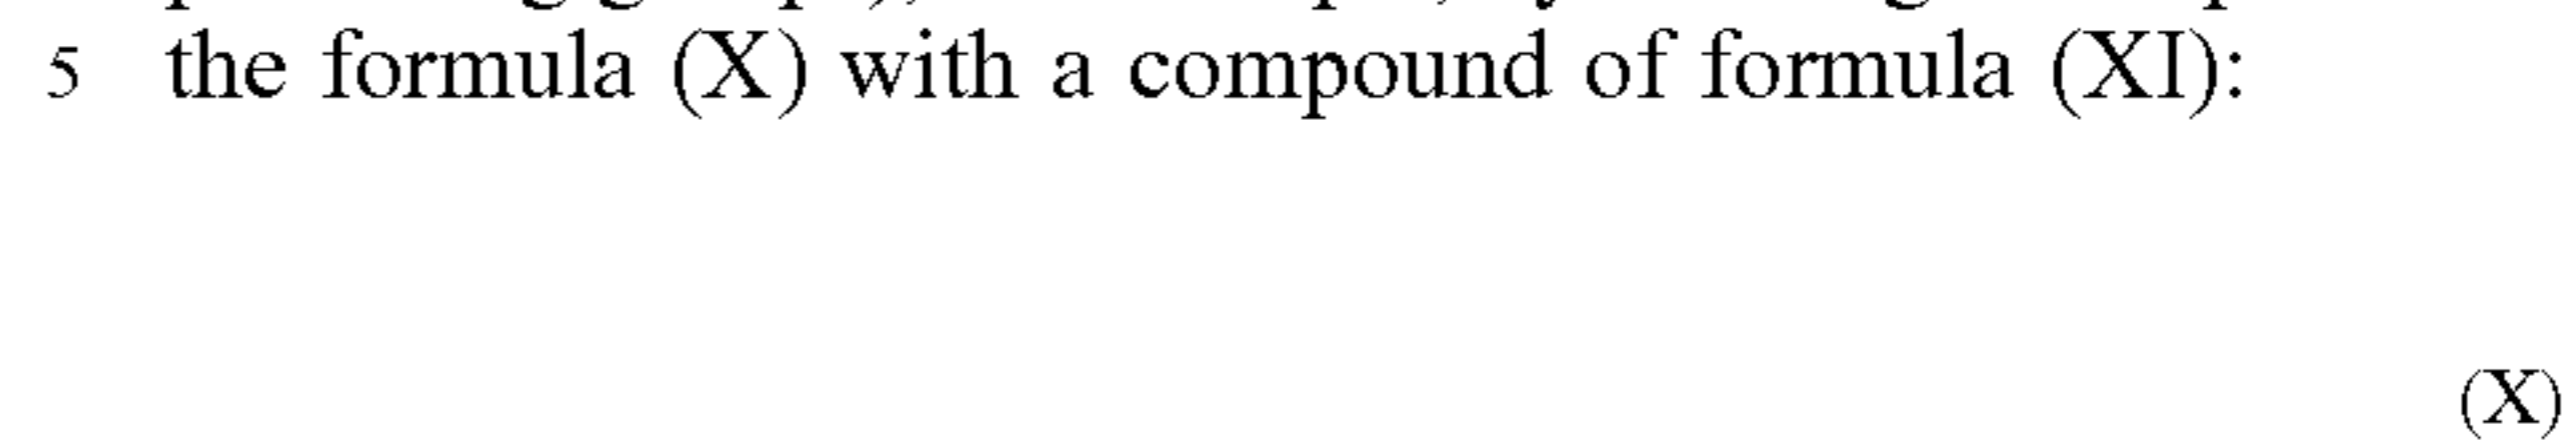 5 the formula (X) with a compound of formula (XI):
(X)